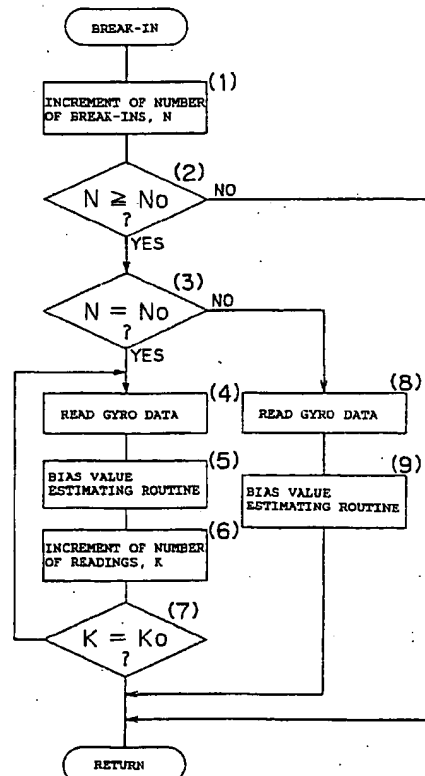 BREAK-IN
(1)
INCREMENT OF NUMBER
OF BREAK-INS, N
(2)
N ≧ No
?
NO
YES
(3)
N = No
?
NO
YES
(4)
READ GYRO DATA
(8)
READ GYRO DATA
(5)
BIAS VALUE
ESTIMATING ROUTINE
(9)
BIAS VALUE
ESTIMATING ROUTINE
(6)
INCREMENT OF NUMBER
OF READINGS, K
(7)
K = Ko
?
RETURN